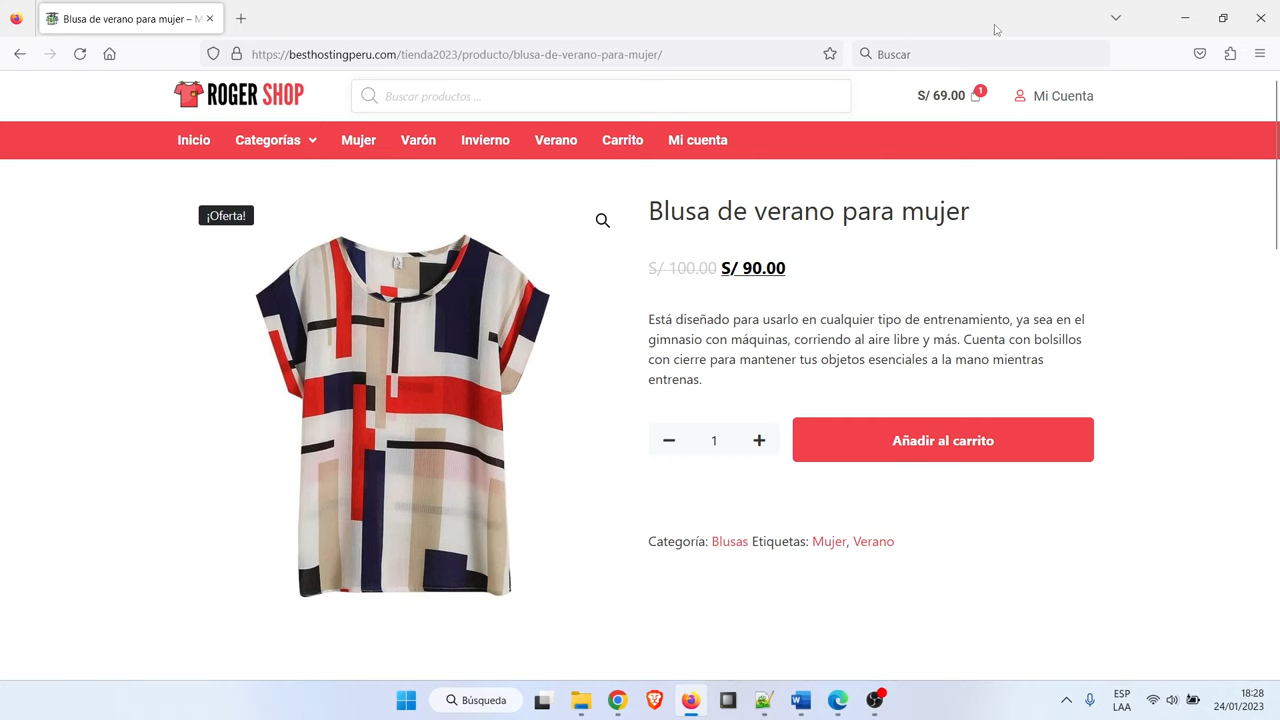 Blusa de verano para mujer – M
https://besthostingperu.com/tienda2023/producto/blusa-de-verano-para-mujer/
Buscar
ROGER SHOP
Buscar productos ...
S/ 69.00
1
Mi Cuenta
Inicio
Categorías
Mujer
Varón
Invierno
Verano
Carrito
Mi cuenta
¡Oferta!
Blusa de verano para mujer
S/ 100.00 S/ 90.00
Está diseñado para usarlo en cualquier tipo de entrenamiento, ya sea en el
gimnasio con máquinas, corriendo al aire libre y más. Cuenta con bolsillos
con cierre para mantener tus objetos esenciales a la mano mientras
entrenas.
1
Añadir al carrito
Categoría: Blusas Etiquetas: Mujer, Verano
Búsqueda
ESP
LAA
18:28
24/01/2023